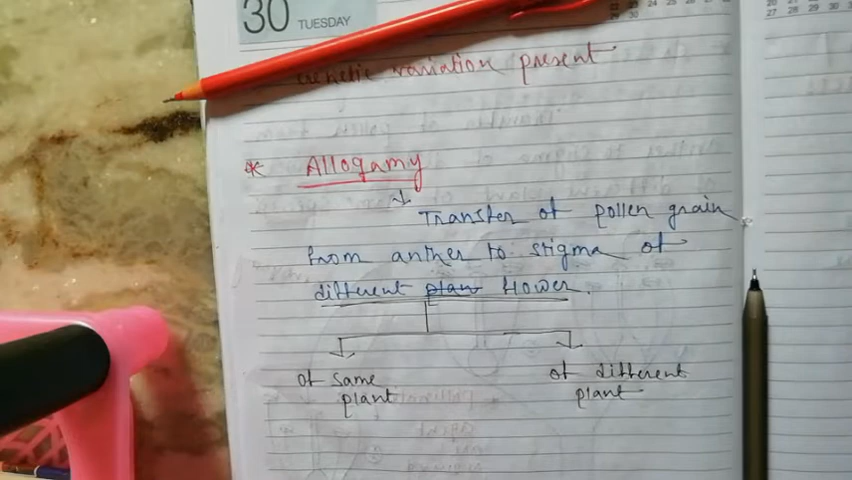 30 TUESDAY
Genetic variation present
* Allogamy
Transfer of pollen grain
from anther to stigma of
different plan flower.
of same
plant
of different
plant